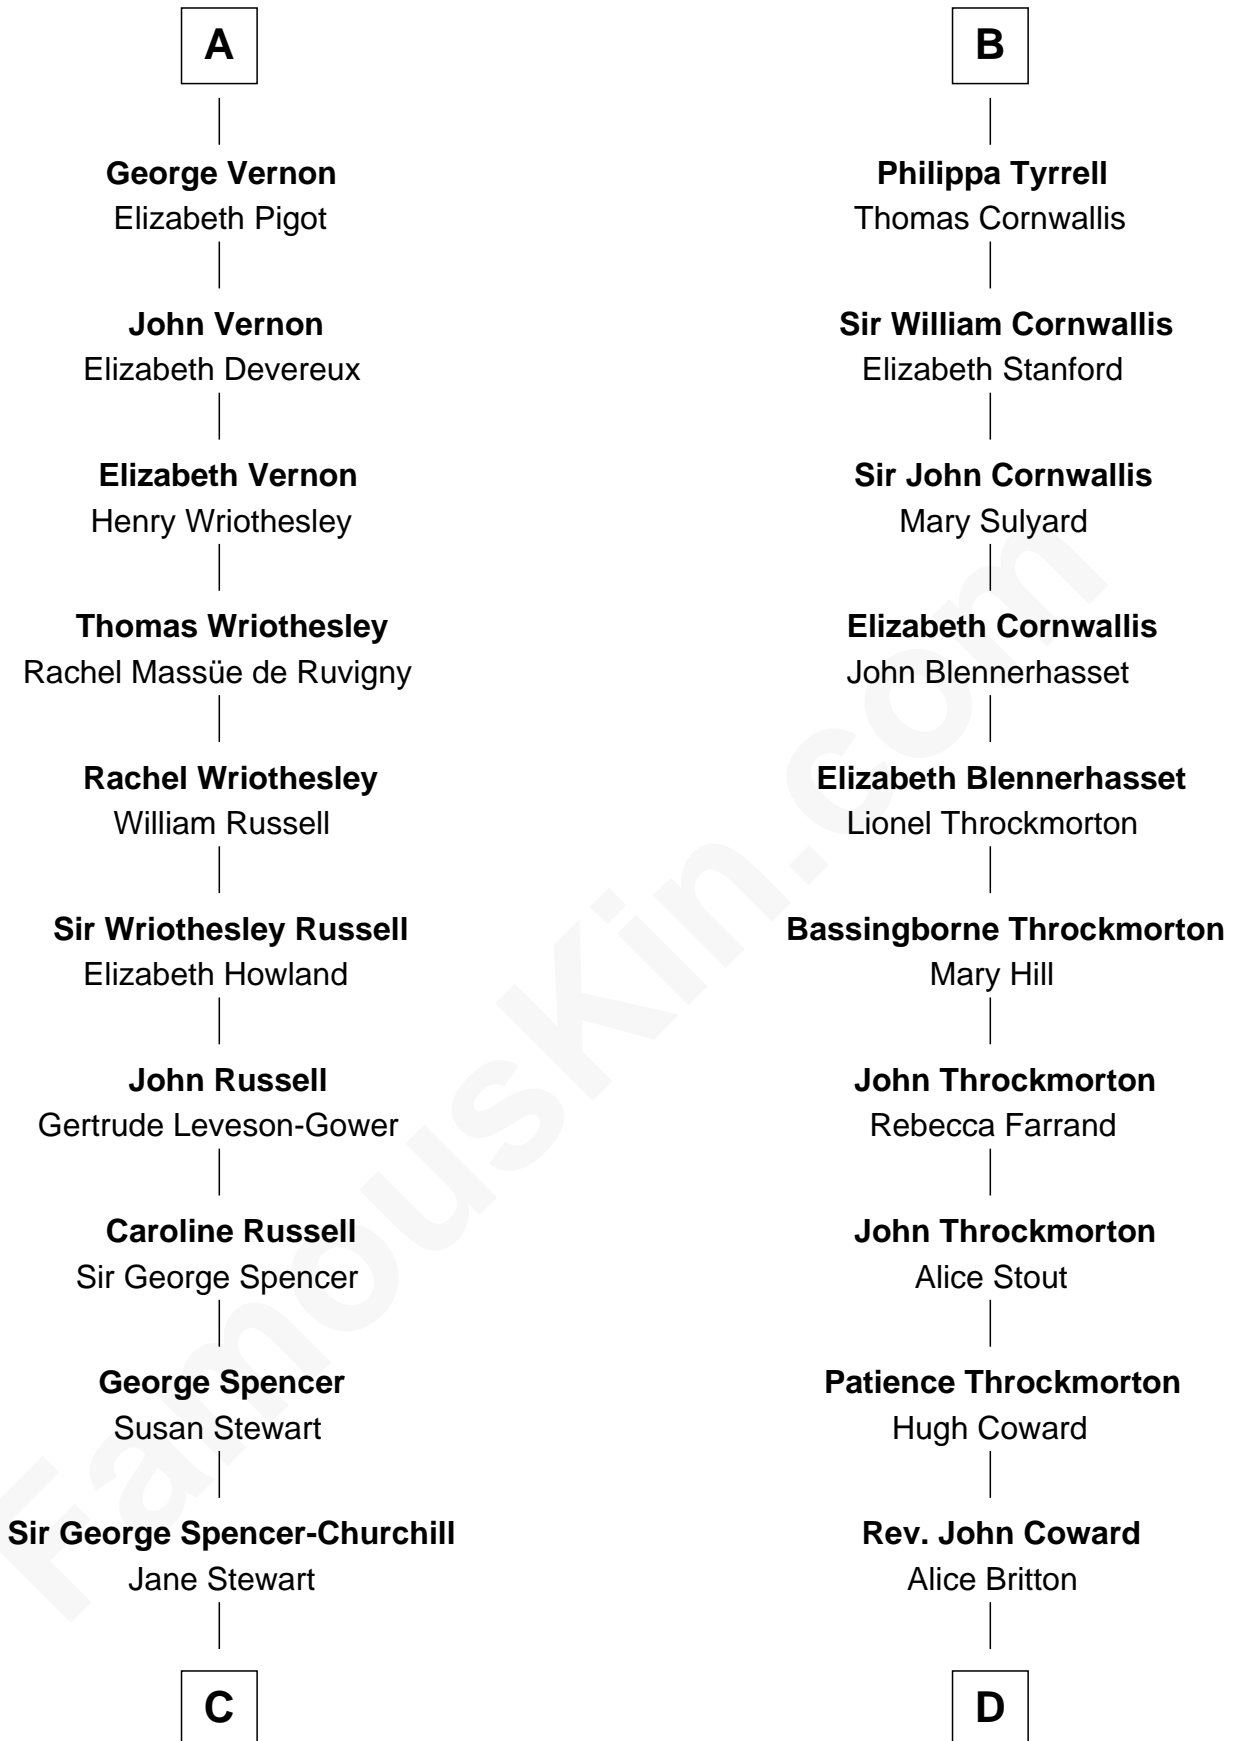 A
George Vernon
Elizabeth Pigot
John Vernon
Elizabeth Devereux
Elizabeth Vernon
Henry Wriothesley
Thomas Wriothesley
Rachel Massüe de Ruvigny
Rachel Wriothesley
William Russell
Sir Wriothesley Russell
Elizabeth Howland
John Russell
Gertrude Leveson-Gower
Caroline Russell
Sir George Spencer
George Spencer
Susan Stewart
Sir George Spencer-Churchill
Jane Stewart
C
B
Philippa Tyrrell
Thomas Cornwallis
Sir William Cornwallis
Elizabeth Stanford
Sir John Cornwallis
Mary Sulyard
Elizabeth Cornwallis
John Blennerhasset
Elizabeth Blennerhasset
Lionel Throckmorton
Bassingborne Throckmorton
Mary Hill
John Throckmorton
Rebecca Farrand
John Throckmorton
Alice Stout
Patience Throckmorton
Hugh Coward
Rev. John Coward
Alice Britton
D
FamousKin.com